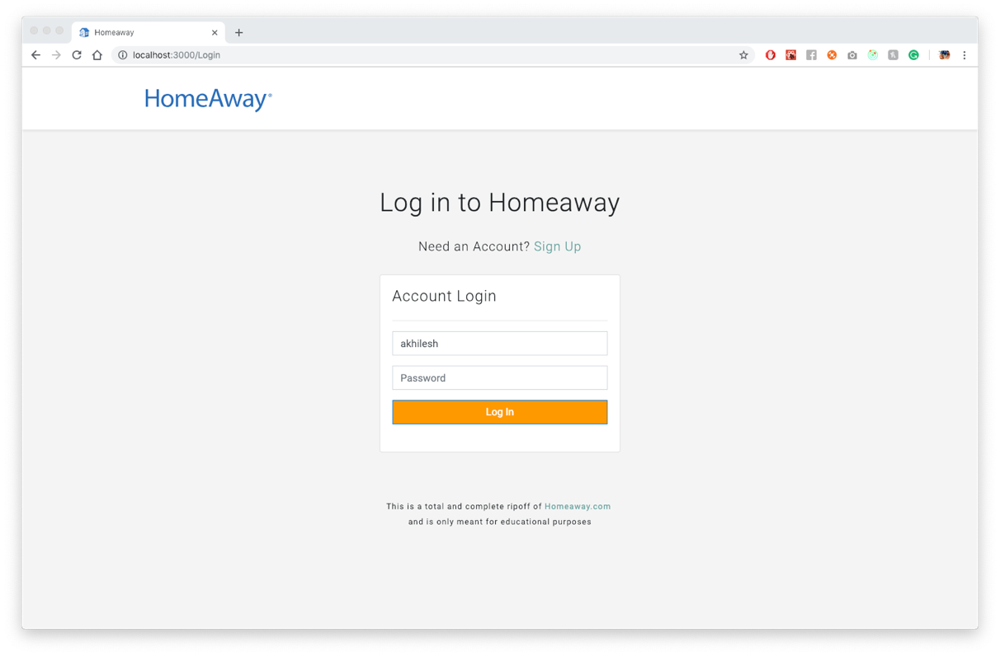 Homeaway
localhost:3000/Login
HomeAway®
Log in to Homeaway
Need an Account? Sign Up
Account Login
akhilesh
Password
Log In
This is a total and complete ripoff of Homeaway.com
and is only meant for educational purposes